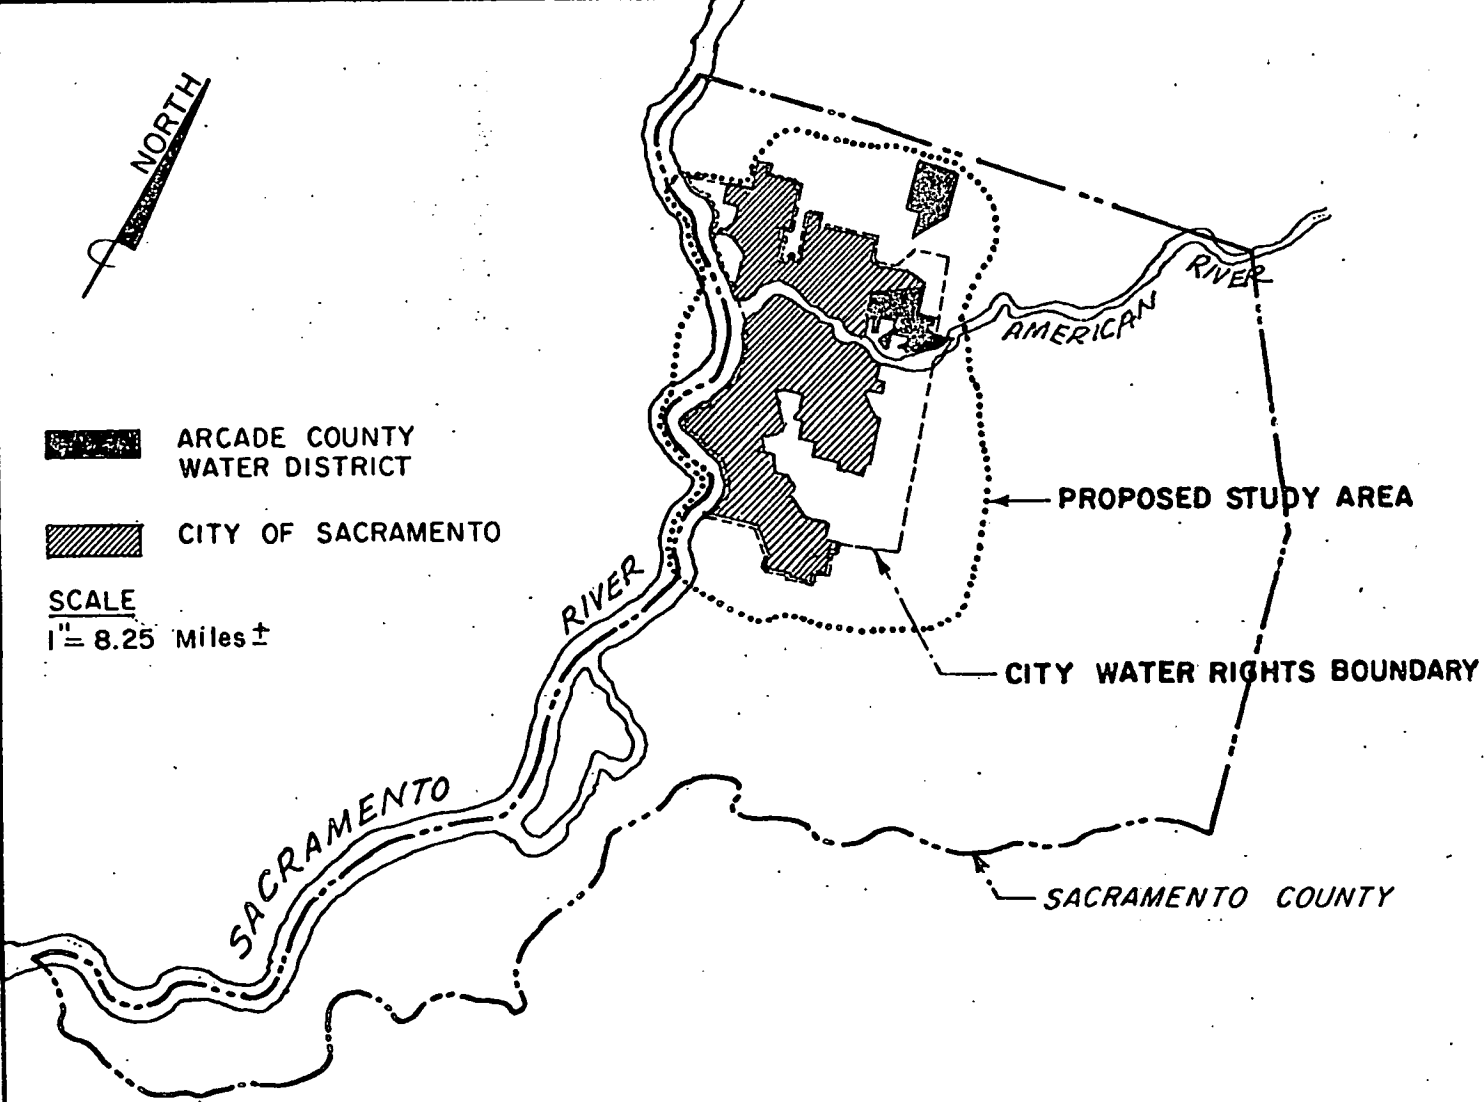 NORTH
AMERICAN
RIVER
ARCADE COUNTY
WATER DISTRICT
CITY OF SACRAMENTO
SCALE
1"= 8.25 Miles ±
PROPOSED STUDY AREA
CITY WATER RIGHTS BOUNDARY
SACRAMENTO
RIVER
SACRAMENTO COUNTY